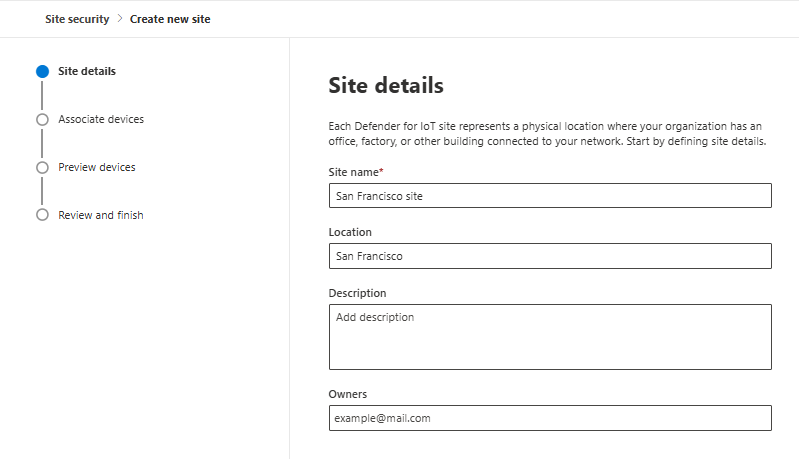 Site security > Create new site
Site details
Associate devices
Preview devices
Review and finish
Site details
Each Defender for IoT site represents a physical location where your organization has an
office, factory, or other building connected to your network. Start by defining site details.
Site name*
San Francisco site
Location
San Francisco
Description
Add description
Owners
example@mail.com